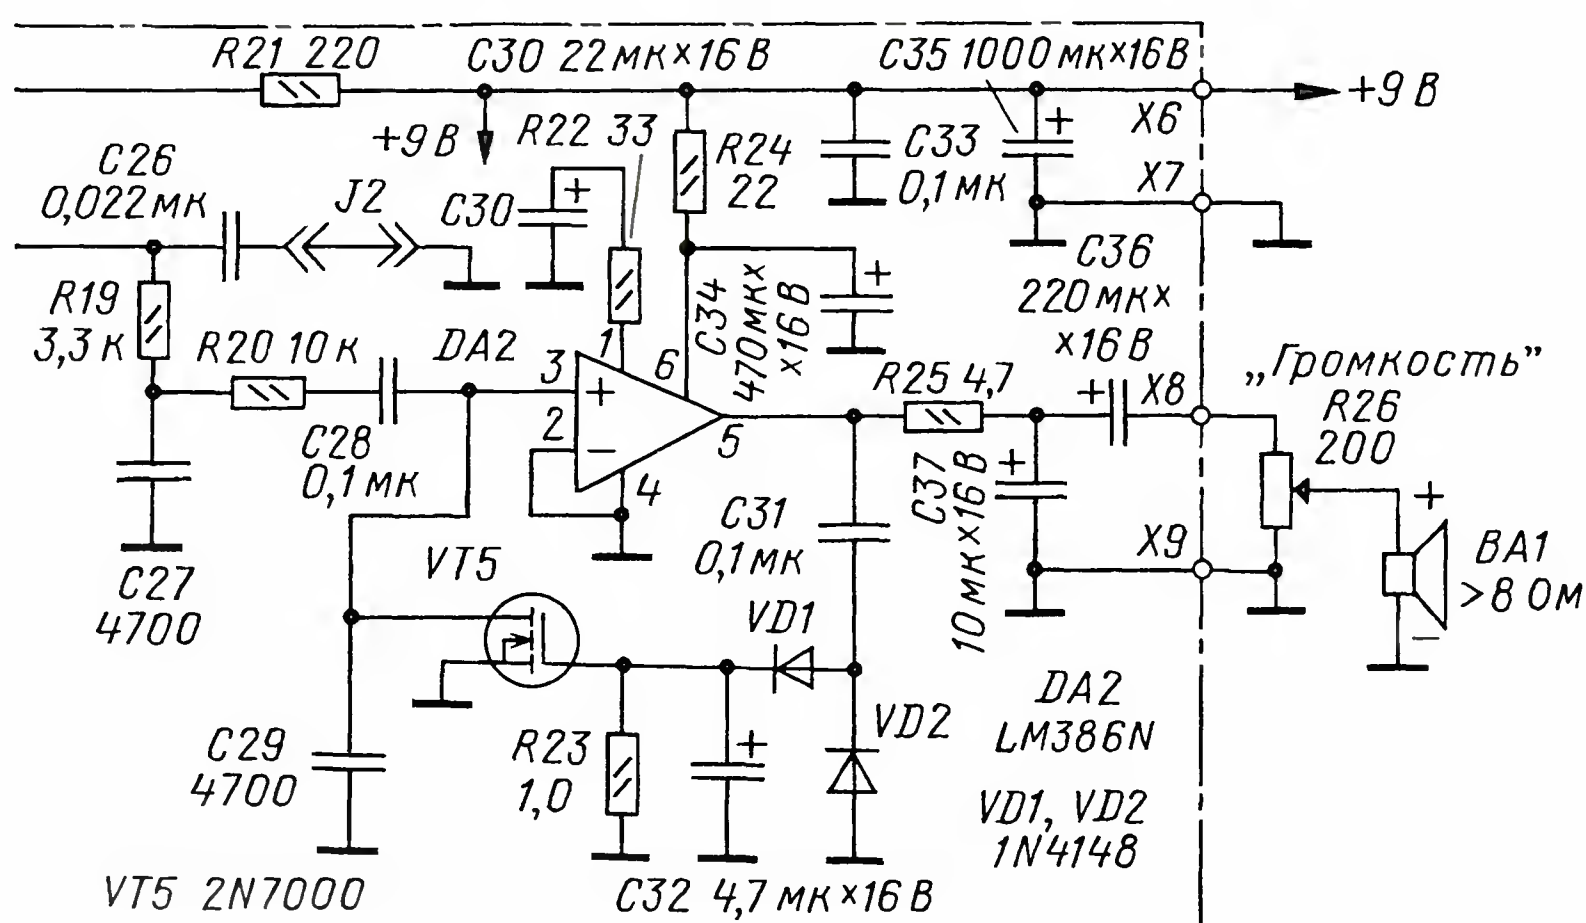 R21 220
C30 22 мк×16 В
C35 1000 мк×16 В
+9 В
+9 В
R22 33
R24
22
C33
0,1 мк
X6
X7
C26
0,022 мк
J2
C30
+
+
R19
3,3 к
R20 10 к
DA2
1
3
+
2
−
6
5
4
C34
470 мк×
×16 В
+
C36
220 мк×
×16 В
+
X8
R25 4,7
„Громкость”
R26
200
C28
0,1 мк
C27
4700
VT5
C31
0,1 мк
C37
10 мк×16 В
+
X9
+
BA1
>8 Ом
−
VD1
VD2
C29
4700
R23
1,0
+
DA2
LM386N
VD1, VD2
1N4148
VT5 2N7000
C32 4,7 мк×16 В